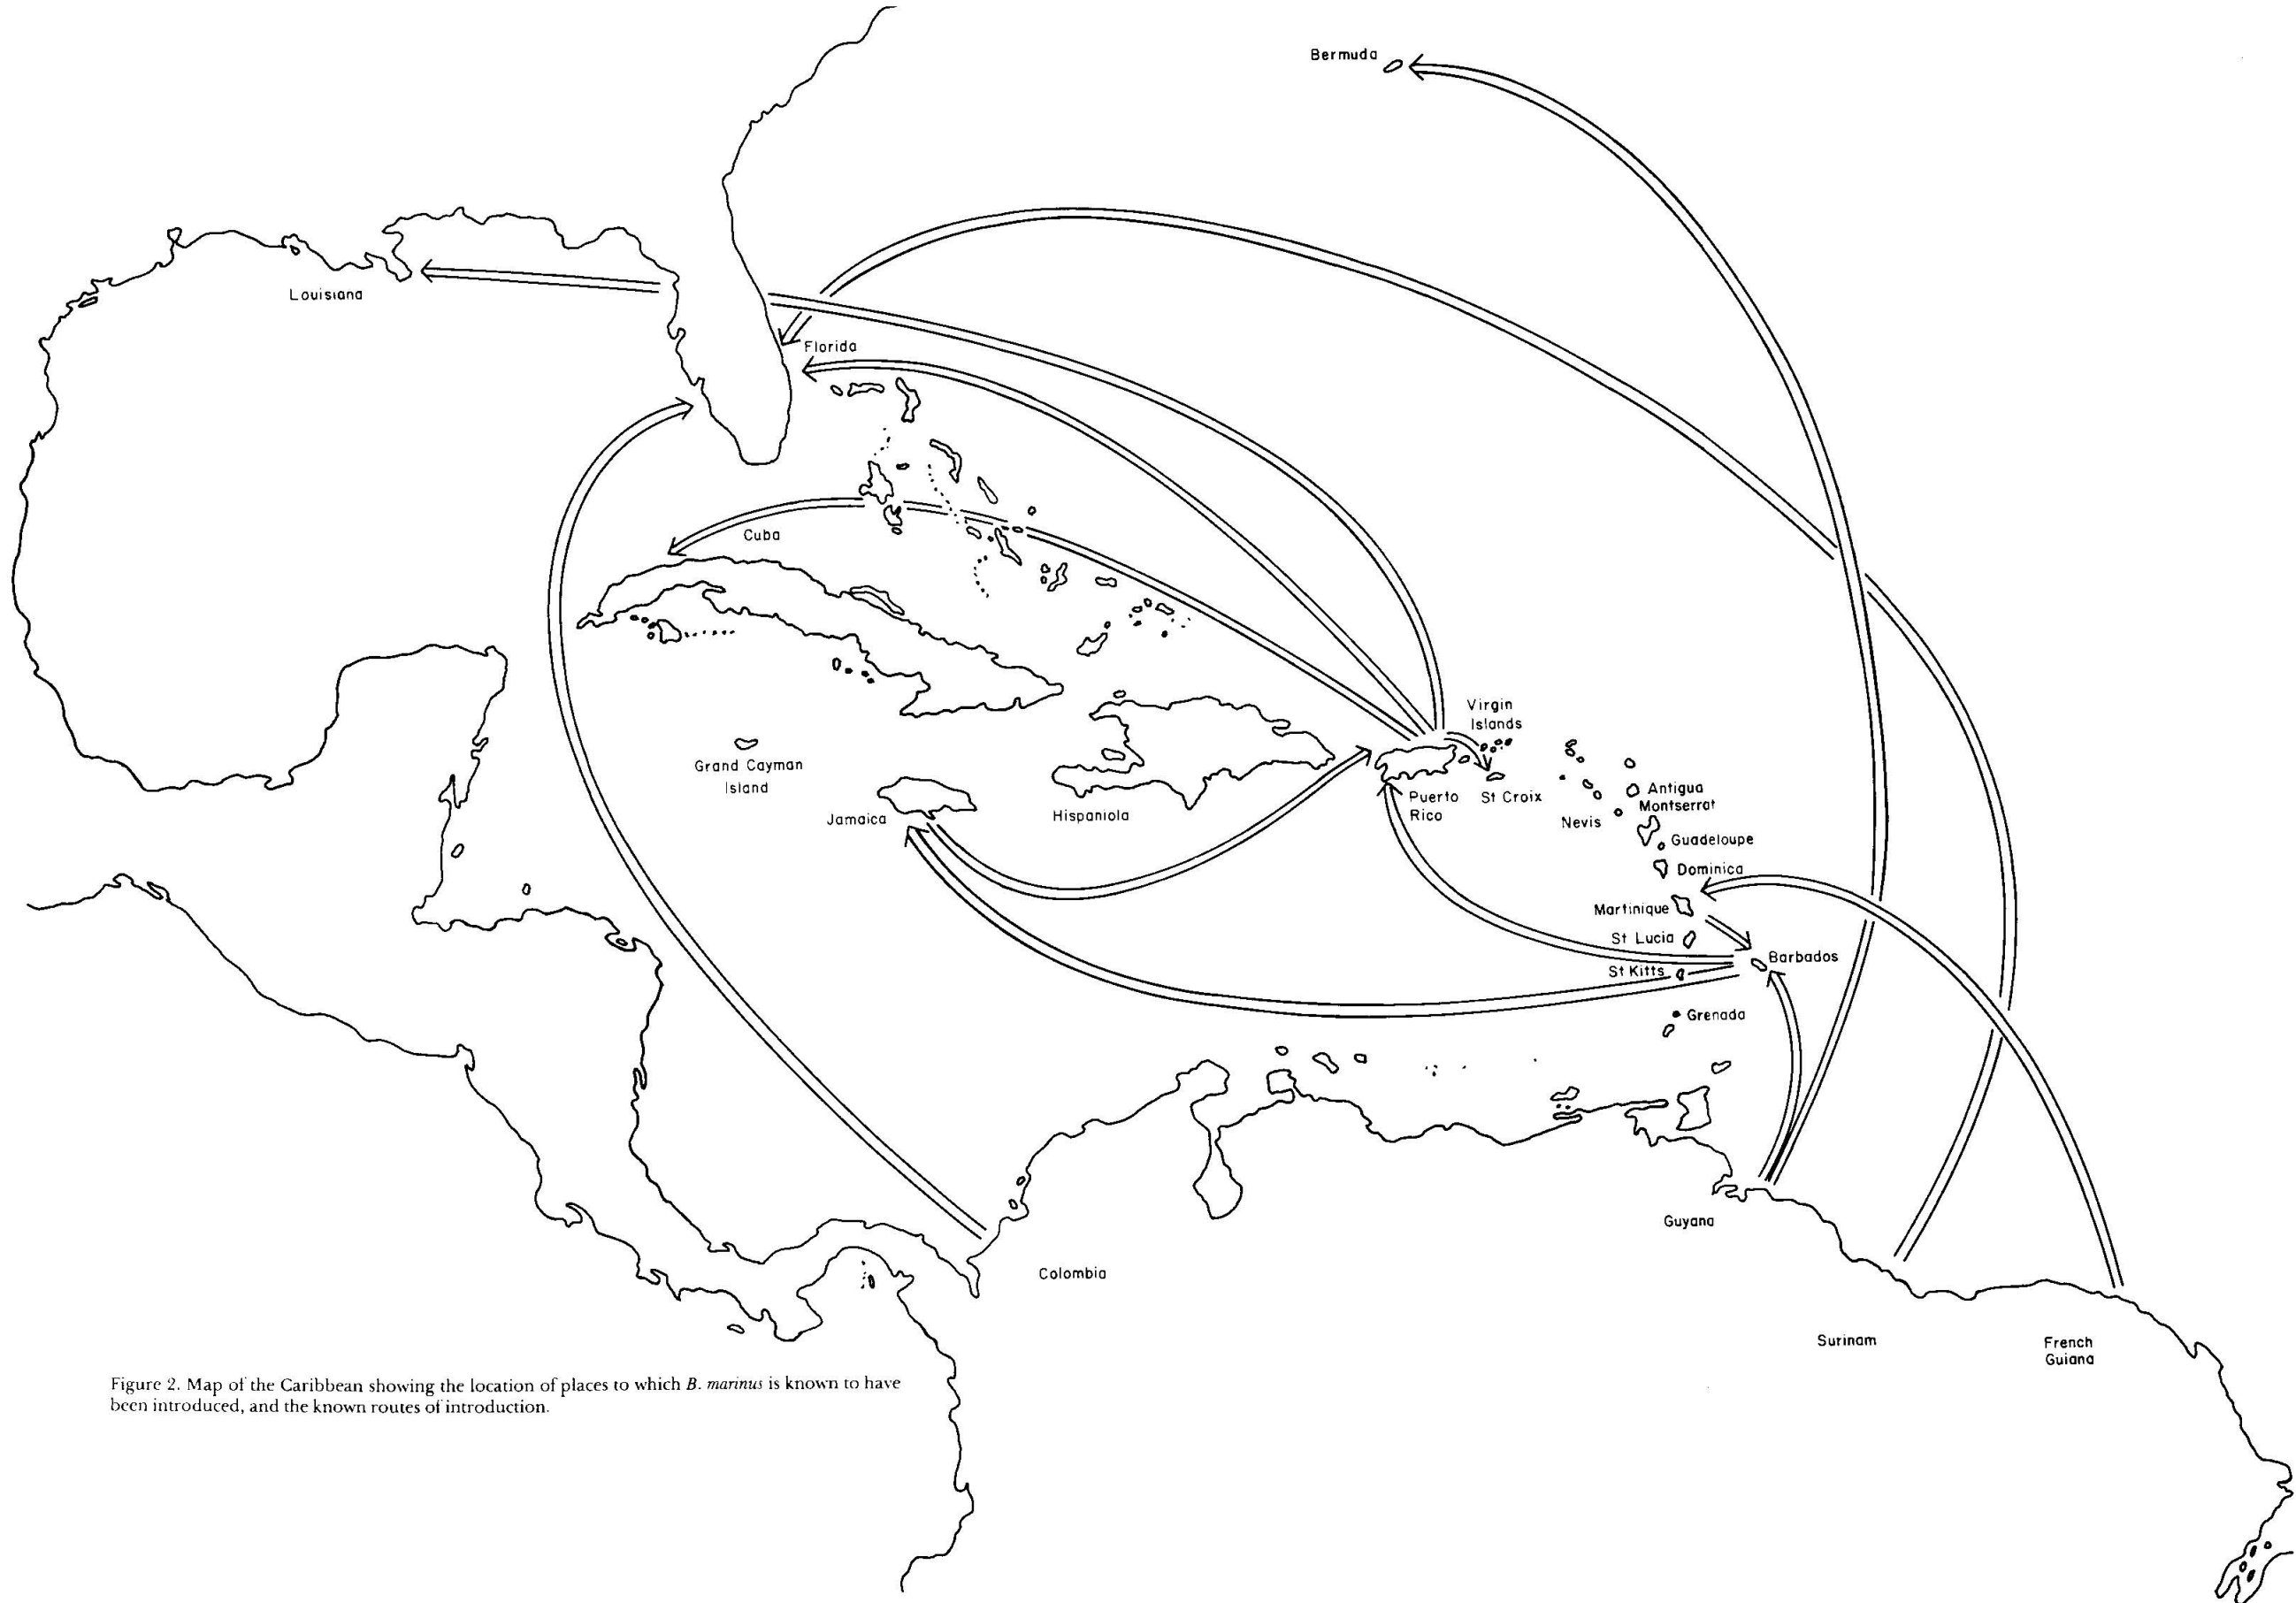 Bermuda
Louisiana
Florida
Cuba
Virgin
Islands
Grand Cayman
Island
Jamaica
Hispaniola
Puerto
Rico
St Croix
Antigua
Montserrat
Nevis
Guadeloupe
Dominica
Martinique
St Lucia
Barbados
St Kitts
Grenada
Guyana
Colombia
Surinam
French
Guiana
Figure 2. Map of the Caribbean showing the location of places to which B. marinus is known to have
been introduced, and the known routes of introduction.